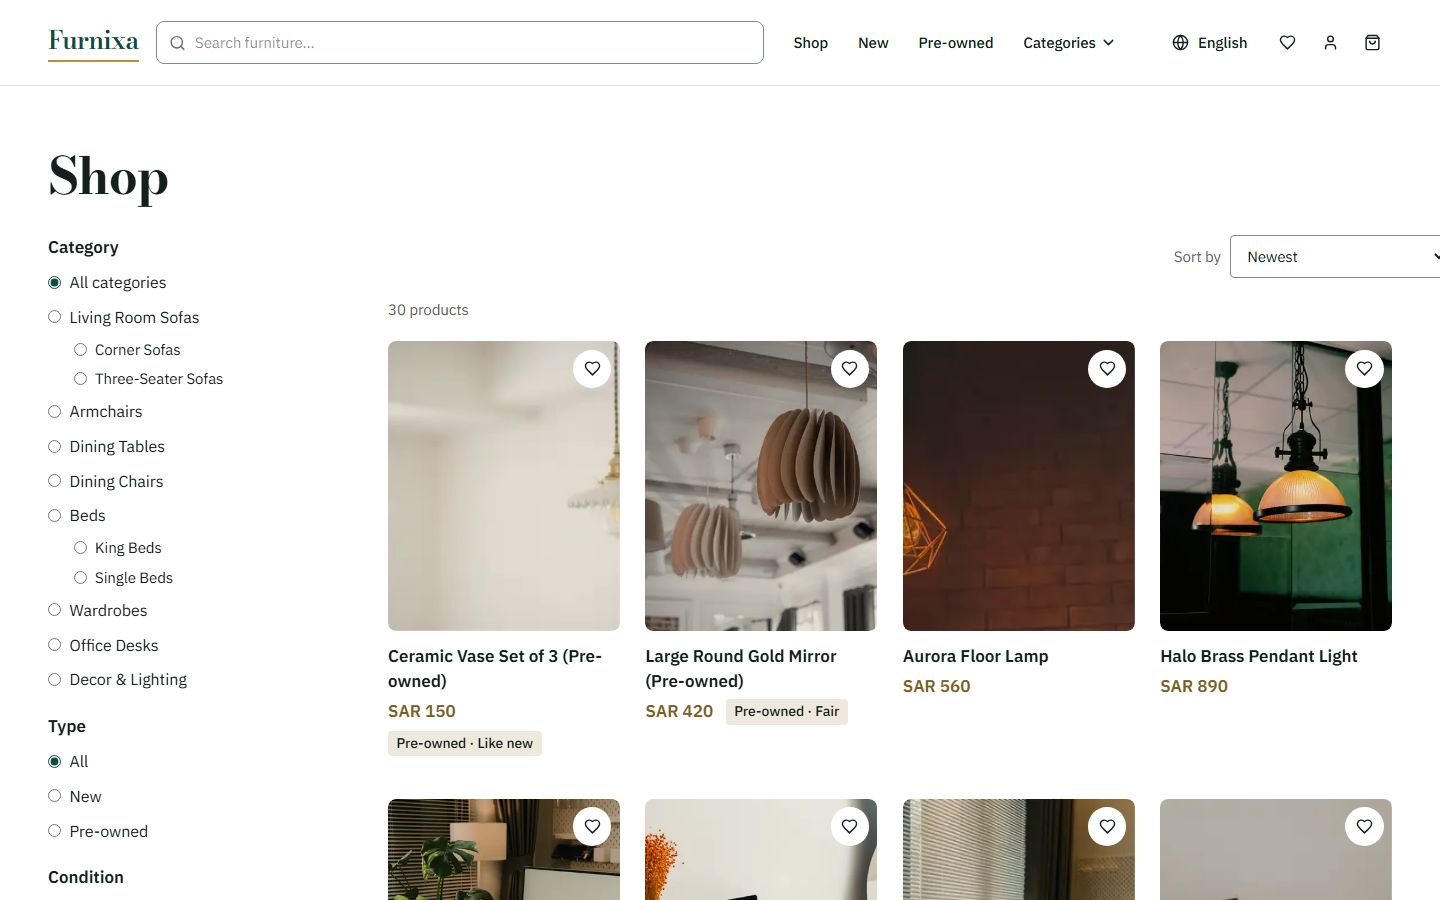 Furnixa
Search furniture...
Shop
New
Pre-owned
Categories
English
Shop
Category
All categories
Living Room Sofas
Corner Sofas
Three-Seater Sofas
Armchairs
Dining Tables
Dining Chairs
Beds
King Beds
Single Beds
Wardrobes
Office Desks
Decor & Lighting
Type
All
New
Pre-owned
Condition
Sort by
Newest
30 products
Ceramic Vase Set of 3 (Pre-
owned)
SAR 150
Pre-owned · Like new
Large Round Gold Mirror
(Pre-owned)
SAR 420
Pre-owned · Fair
Aurora Floor Lamp
SAR 560
Halo Brass Pendant Light
SAR 890